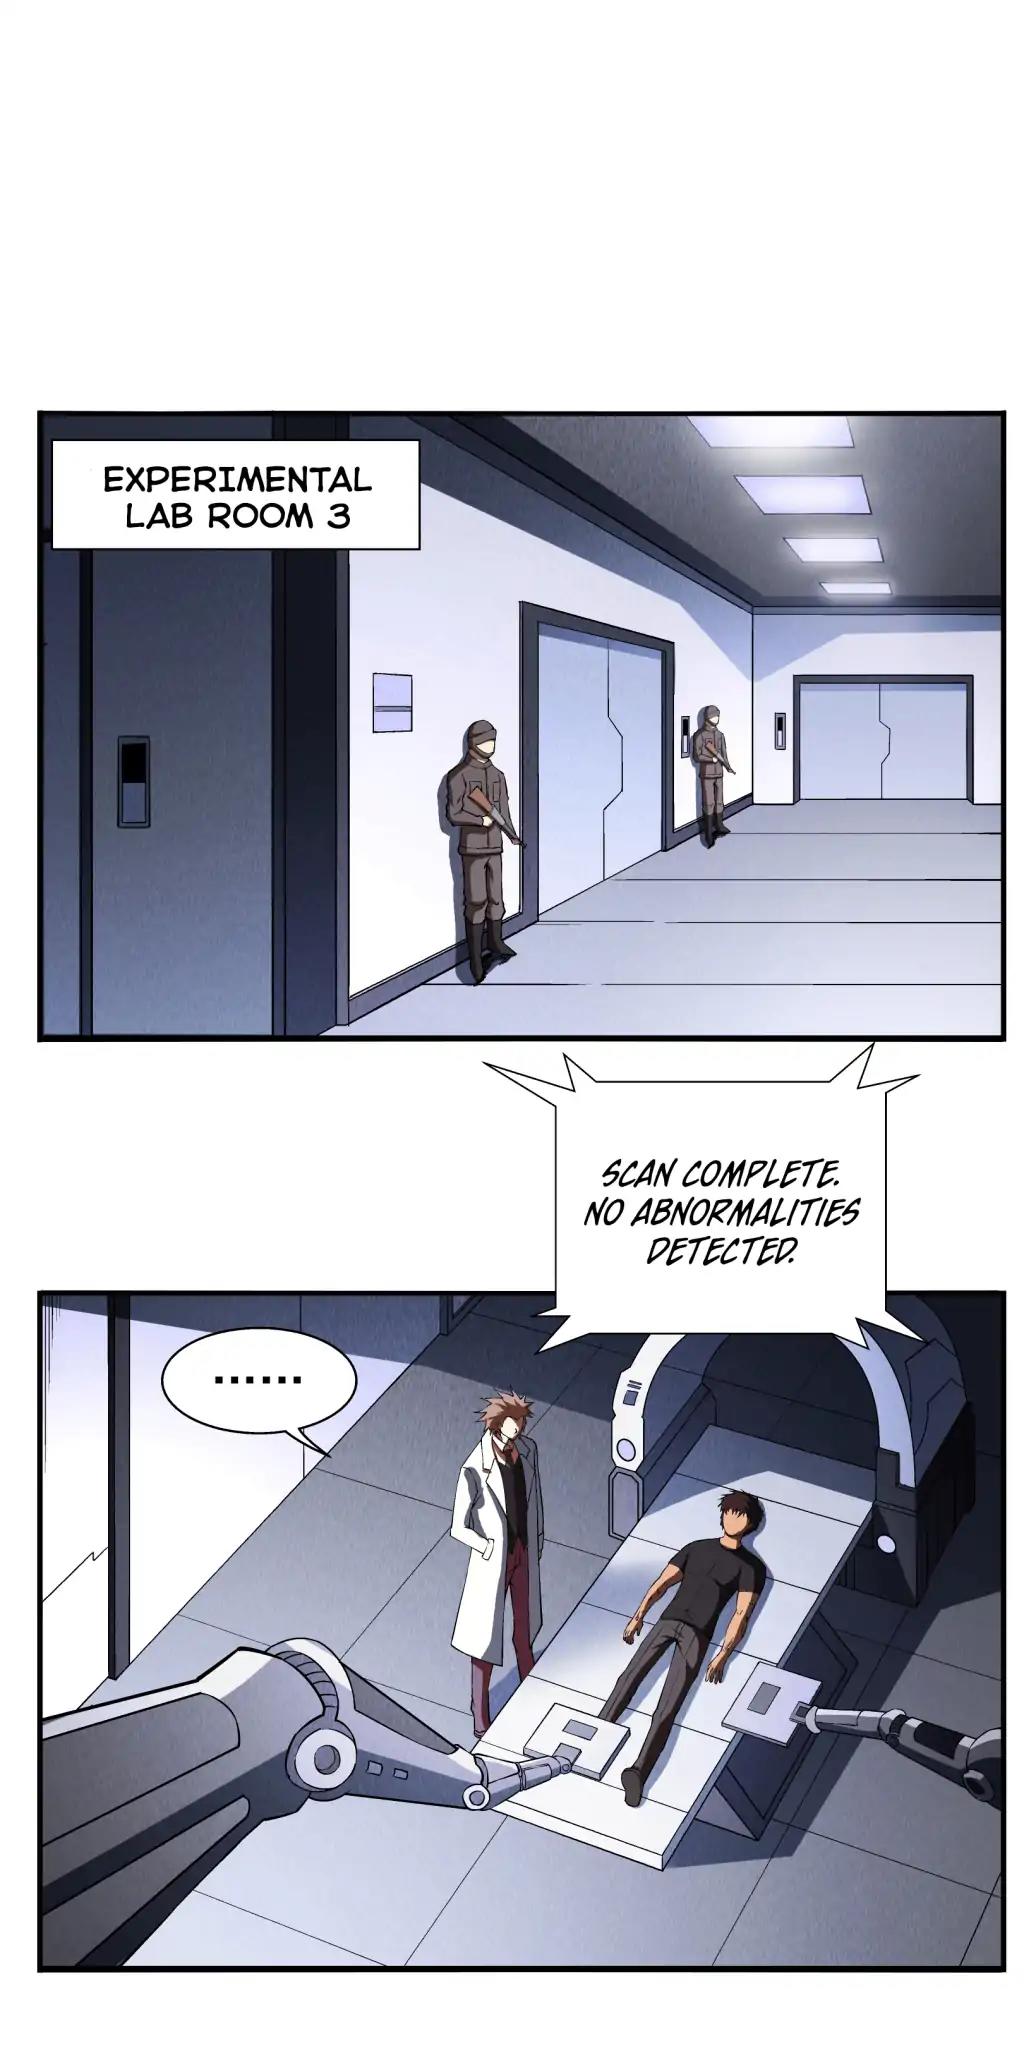 EXPERIMENTAL
LAB ROOM 3
SCAN COMPLETE.
NO ABNORMALITIES
DETECTED.
......